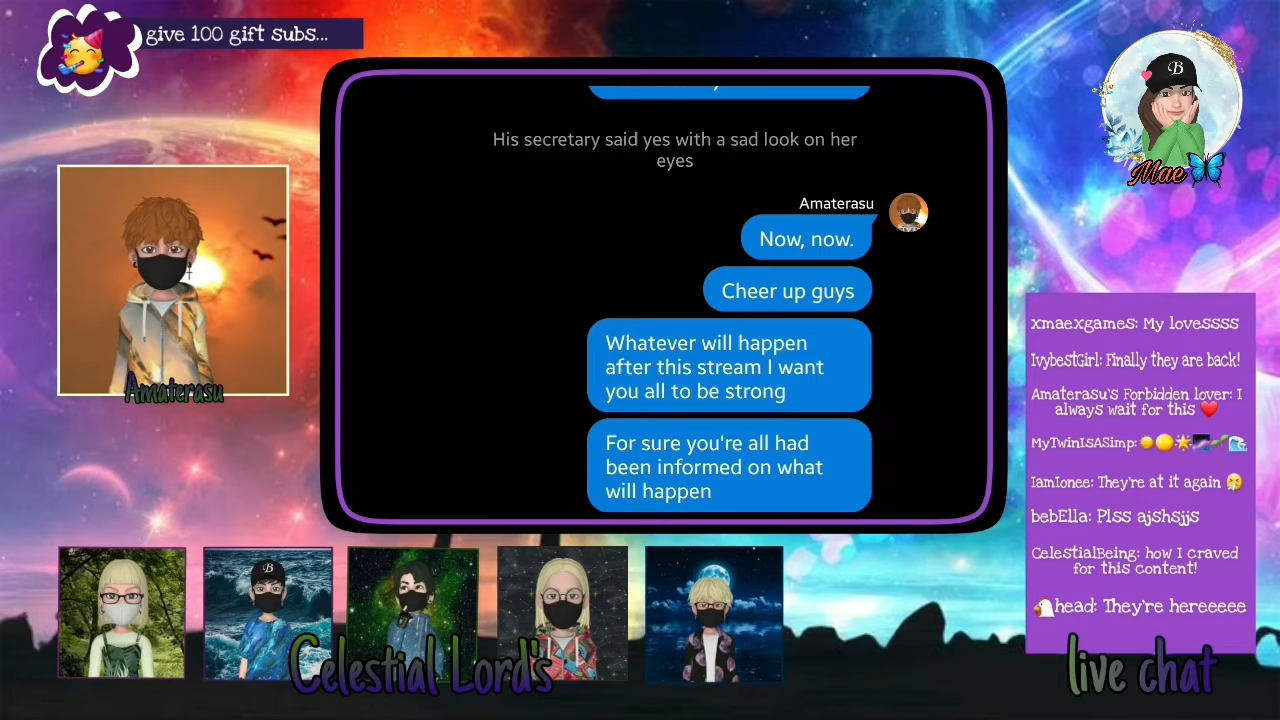 give 100 gift subs...
His secretary said yes with a sad look on her
eyes
Amaterasu
Now, now.
Cheer up guys
Whatever will happen
after this stream I want
you all to be strong
For sure you're all had
been informed on what
will happen
Amaterasu
B
Mae
xmaexgames: My lovessss
IvybestGirl: Finally they are back!
Amaterasu's Forbidden lover: I
always wait for this ❤️
MyTwinIsASimp: 
IamIonee: They're at it again 🤧
bebElla: Plss ajshsjjs
CelestialBeing: how I craved
for this content!
🐔head: They're hereeeee
B
Celestial Lord's
live chat